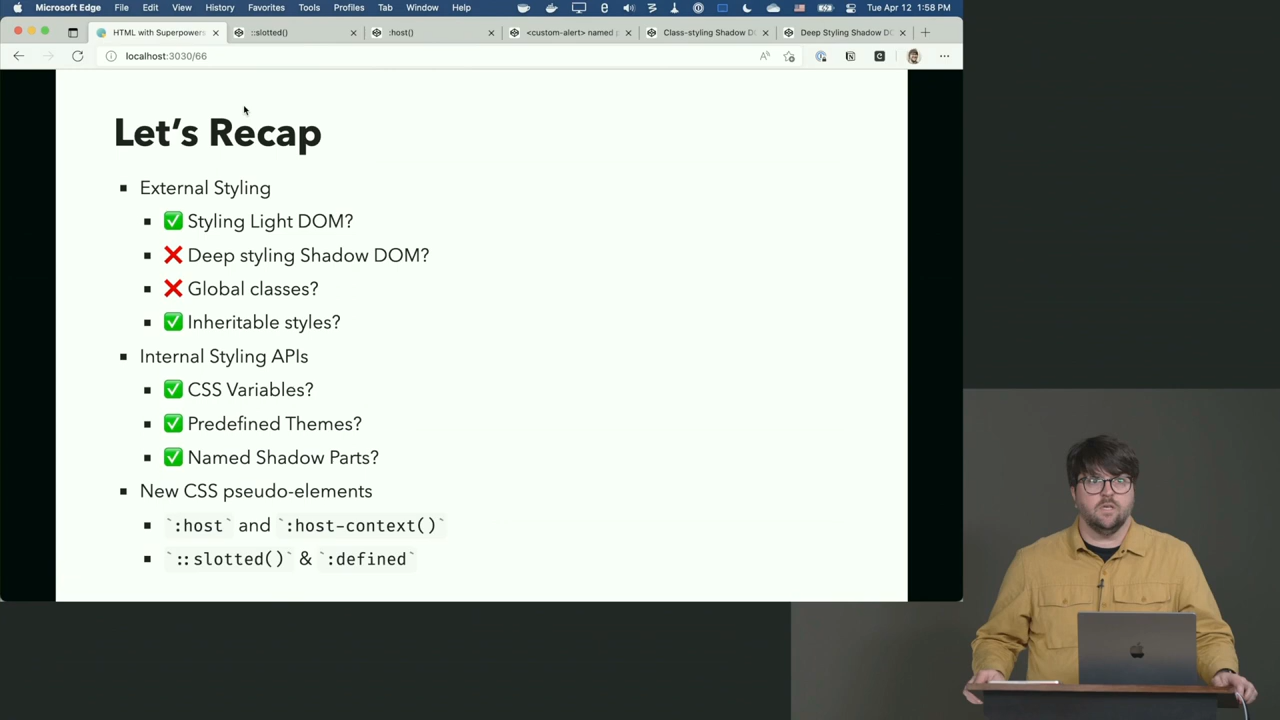 Microsoft Edge File Edit View History Favorites Tools Profiles Tab Window Help Tue Apr 12 1:58 PM
HTML with Superpowers ::slotted() :host() <custom-alert> named Class-styling Shadow Deep Styling Shadow
localhost:3030/66
Let's Recap
External Styling
✅ Styling Light DOM?
❌ Deep styling Shadow DOM?
❌ Global classes?
✅ Inheritable styles?
Internal Styling APIs
✅ CSS Variables?
✅ Predefined Themes?
✅ Named Shadow Parts?
New CSS pseudo-elements
`:host` and `:host-context()`
`::slotted()` & `:defined`